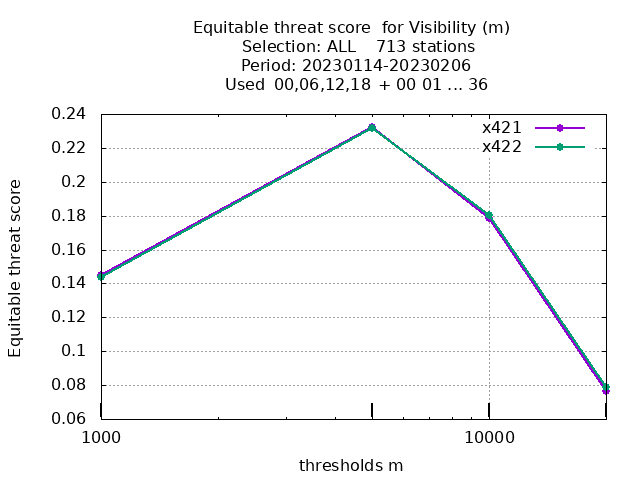 Equitable threat score  for Visibility (m)
Selection: ALL    713 stations
Period: 20230114-20230206
Used  00,06,12,18  + 00 01 ... 36
x421
x422
0.24
0.22
0.2
0.18
0.16
0.14
0.12
0.1
0.08
0.06
Equitable threat score
1000
10000
thresholds m